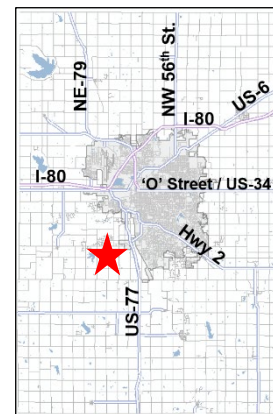 NE-79
NW 56th St.
US-6
I-80
I-80
'O' Street / US-34
Hwy 2
US-77